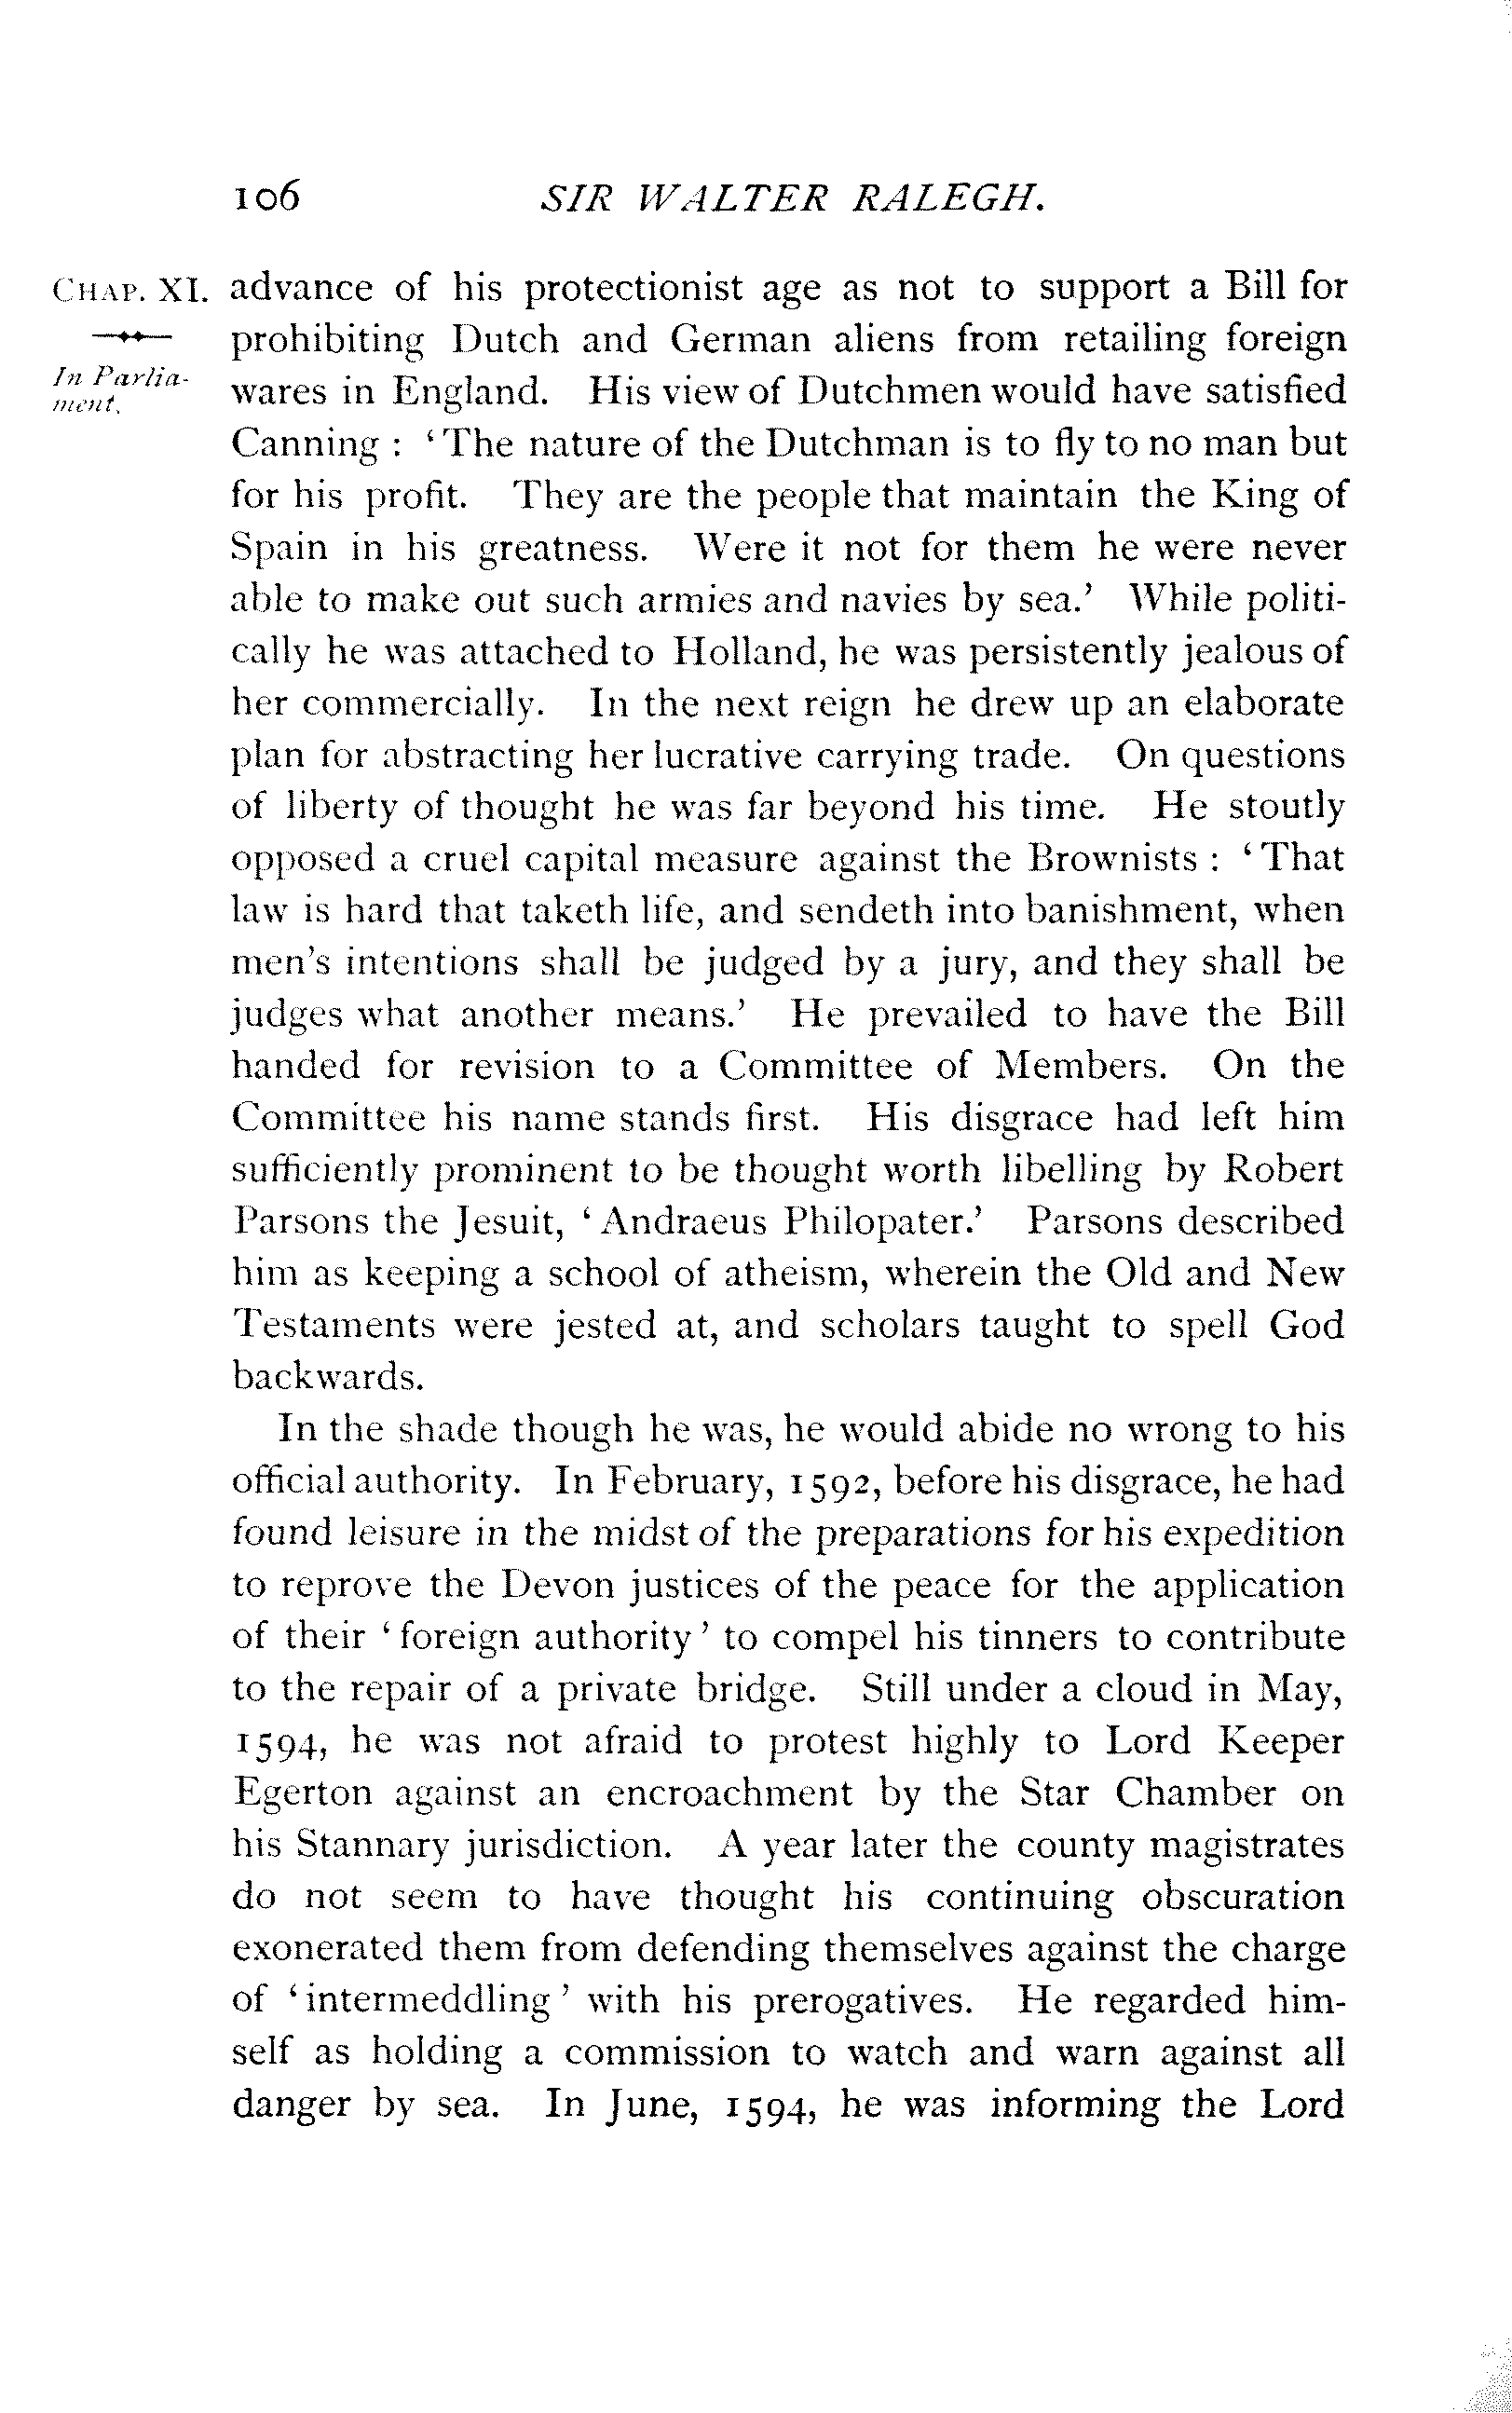 106 SIR WALTER RALEGH.
CHAP. XI.
In Parlia-
ment.
advance of his protectionist age as not to support a Bill for
prohibiting Dutch and German aliens from retailing foreign
wares in England. His view of Dutchmen would have satisfied
Canning : ‘ The nature of the Dutchman is to fly to no man but
for his profit. They are the people that maintain the King of
Spain in his greatness. Were it not for them he were never
able to make out such armies and navies by sea.’ While politi-
cally he was attached to Holland, he was persistently jealous of
her commercially. In the next reign he drew up an elaborate
plan for abstracting her lucrative carrying trade. On questions
of liberty of thought he was far beyond his time. He stoutly
opposed a cruel capital measure against the Brownists : ‘ That
law is hard that taketh life, and sendeth into banishment, when
men’s intentions shall be judged by a jury, and they shall be
judges what another means.’ He prevailed to have the Bill
handed for revision to a Committee of Members. On the
Committee his name stands first. His disgrace had left him
sufficiently prominent to be thought worth libelling by Robert
Parsons the Jesuit, ‘ Andraeus Philopater.’ Parsons described
him as keeping a school of atheism, wherein the Old and New
Testaments were jested at, and scholars taught to spell God
backwards.
In the shade though he was, he would abide no wrong to his
official authority. In February, 1592, before his disgrace, he had
found leisure in the midst of the preparations for his expedition
to reprove the Devon justices of the peace for the application
of their ‘ foreign authority ’ to compel his tinners to contribute
to the repair of a private bridge. Still under a cloud in May,
1594, he was not afraid to protest highly to Lord Keeper
Egerton against an encroachment by the Star Chamber on
his Stannary jurisdiction. A year later the county magistrates
do not seem to have thought his continuing obscuration
exonerated them from defending themselves against the charge
of ‘ intermeddling ’ with his prerogatives. He regarded him-
self as holding a commission to watch and warn against all
danger by sea. In June, 1594, he was informing the Lord